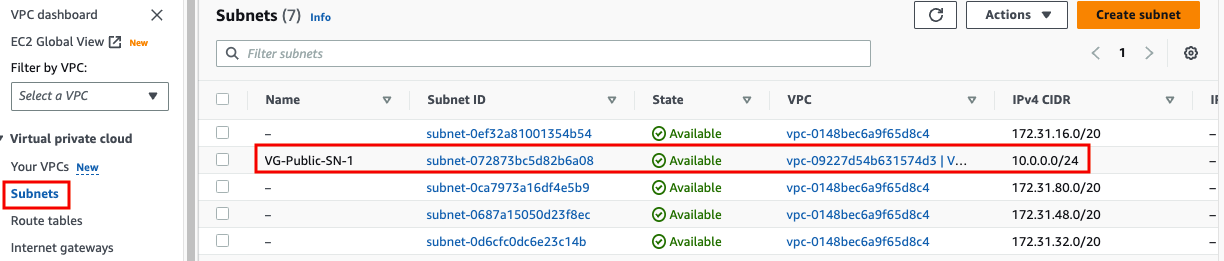 VPC dashboard
EC2 Global View New
Filter by VPC:
Select a VPC
Virtual private cloud
Your VPCs New
Subnets
Route tables
Internet gateways
Subnets (7) Info
Actions
Create subnet
Filter subnets
1
Name Subnet ID State VPC IPv4 CIDR
– subnet-0ef32a81001354b54 Available vpc-0148bec6a9f65d8c4 172.31.16.0/20 –
VG-Public-SN-1 subnet-072873bc5d82b6a08 Available vpc-09227d54b631574d3 | V… 10.0.0.0/24 –
– subnet-0ca7973a16df4e5b9 Available vpc-0148bec6a9f65d8c4 172.31.80.0/20 –
– subnet-0687a15050d23f8ec Available vpc-0148bec6a9f65d8c4 172.31.48.0/20 –
– subnet-0d6cfc0dc6e23c14b Available vpc-0148bec6a9f65d8c4 172.31.32.0/20 –